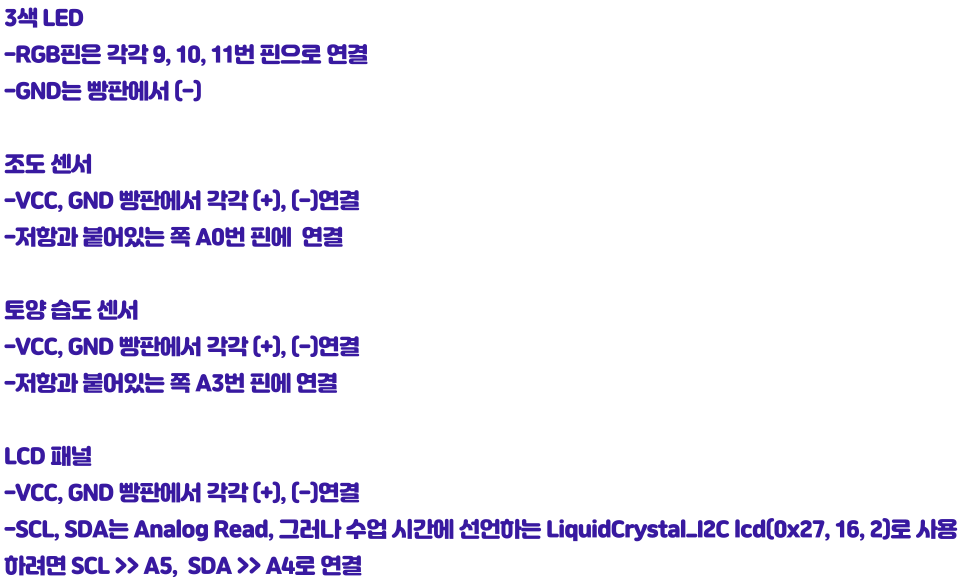 3색 LED
-RGB핀은 각각 9, 10, 11번 핀으로 연결
-GND는 빵판에서 (-)
조도 센서
-VCC, GND 빵판에서 각각 (+), (-)연결
-저항과 붙어있는 쪽 A0번 핀에 연결
토양 습도 센서
-VCC, GND 빵판에서 각각 (+), (-)연결
-저항과 붙어있는 쪽 A3번 핀에 연결
LCD 패널
-VCC, GND 빵판에서 각각 (+), (-)연결
-SCL, SDA는 Analog Read, 그러나 수업 시간에 선언하는 LiquidCrystal_I2C lcd(0x27, 16, 2)로 사용
하려면 SCL >> A5, SDA >> A4로 연결